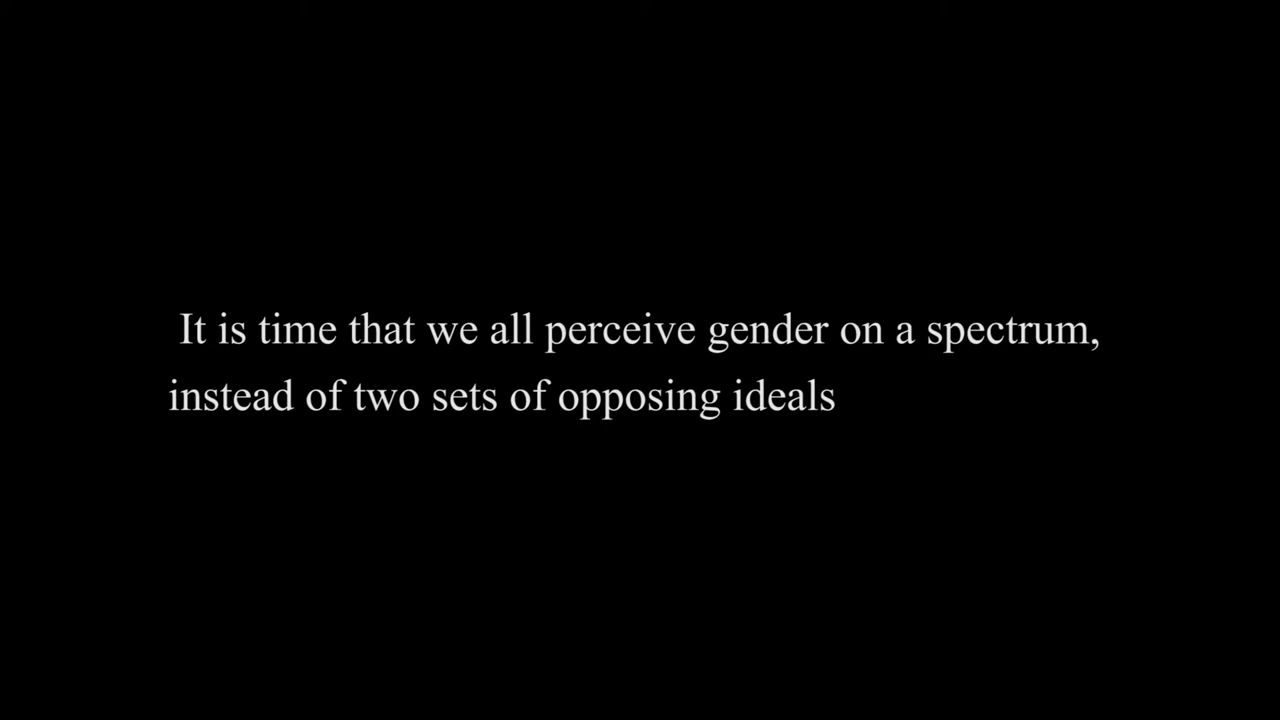 It is time that we all perceive gender on a spectrum,
instead of two sets of opposing ideals